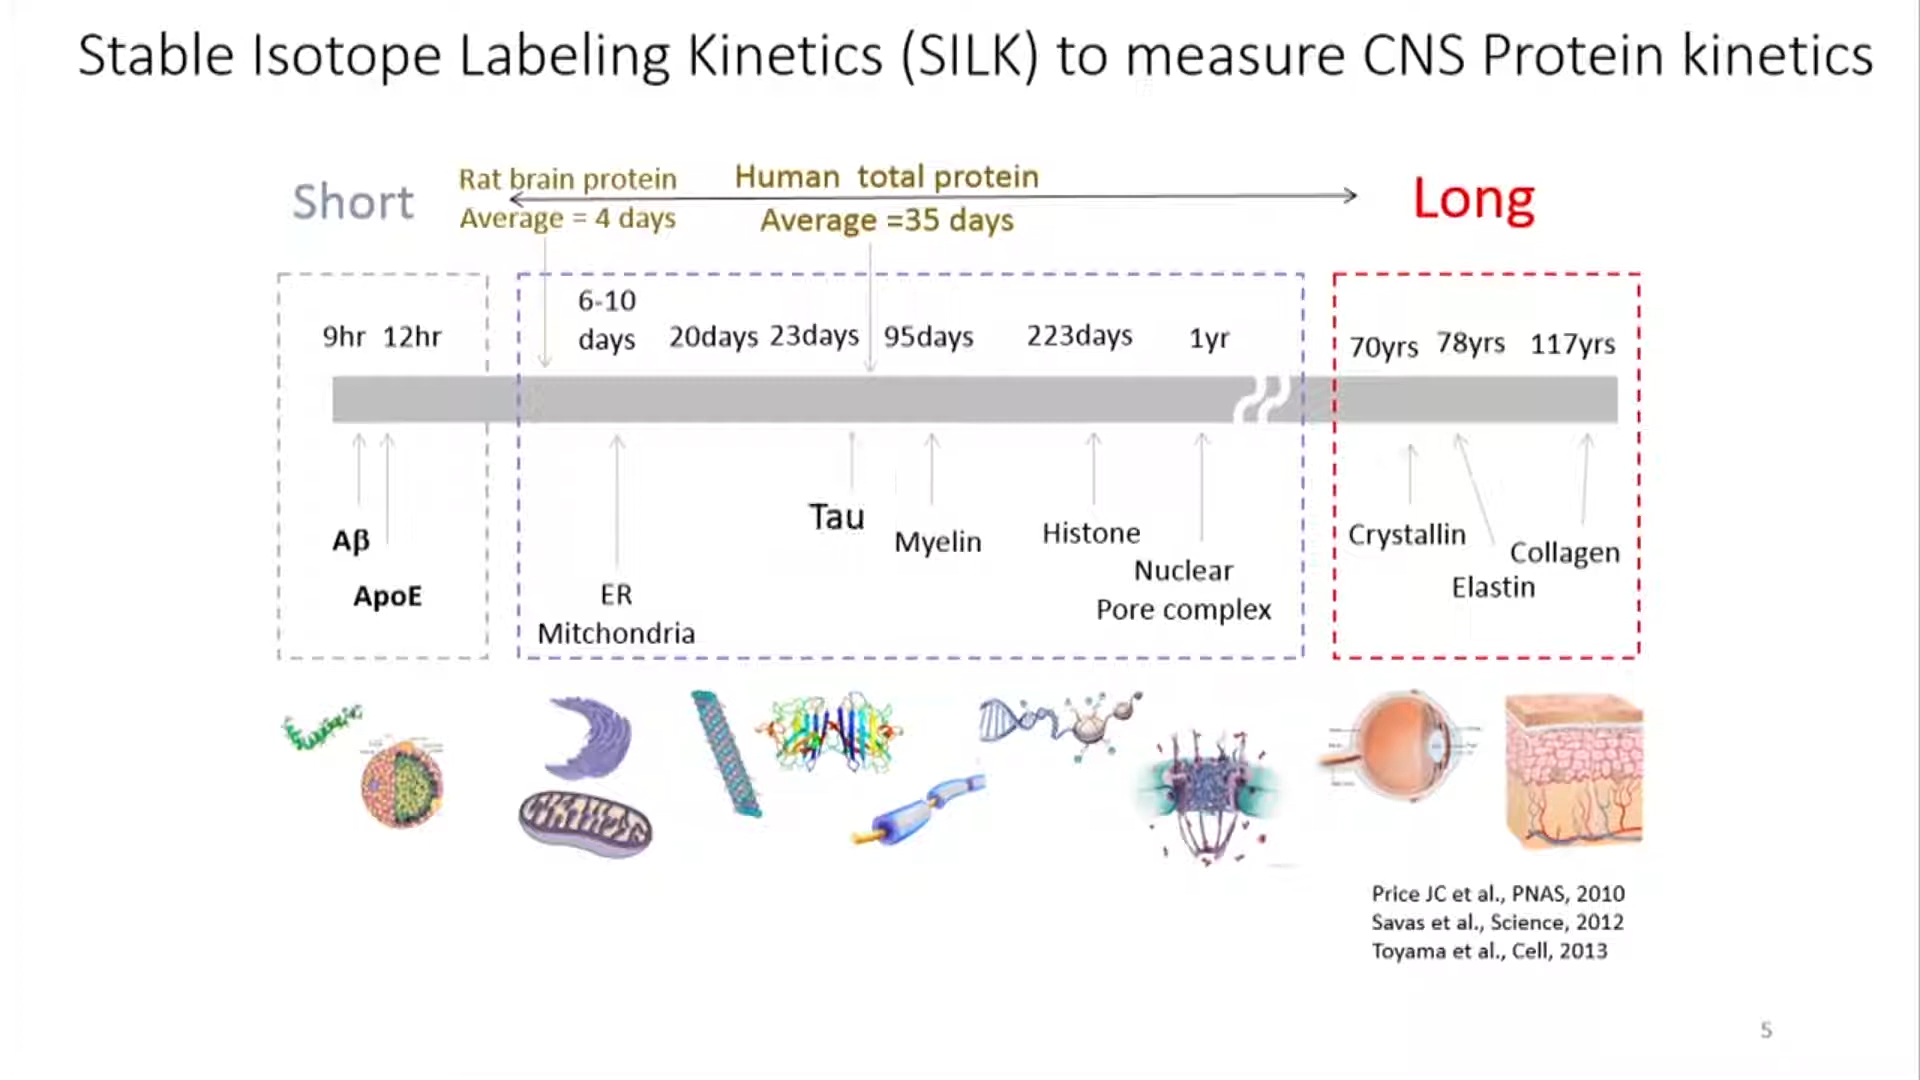 Stable Isotope Labeling Kinetics (SILK) to measure CNS Protein kinetics
Short
Rat brain protein
Average = 4 days
Human total protein
Average =35 days
Long
9hr 12hr
6-10
days
20days 23days
95days
223days
1yr
70yrs 78yrs 117yrs
Aβ
ApoE
ER
Mitchondria
Tau
Myelin
Histone
Nuclear
Pore complex
Crystallin
Elastin
Collagen
Price JC et al., PNAS, 2010
Savas et al., Science, 2012
Toyama et al., Cell, 2013
5